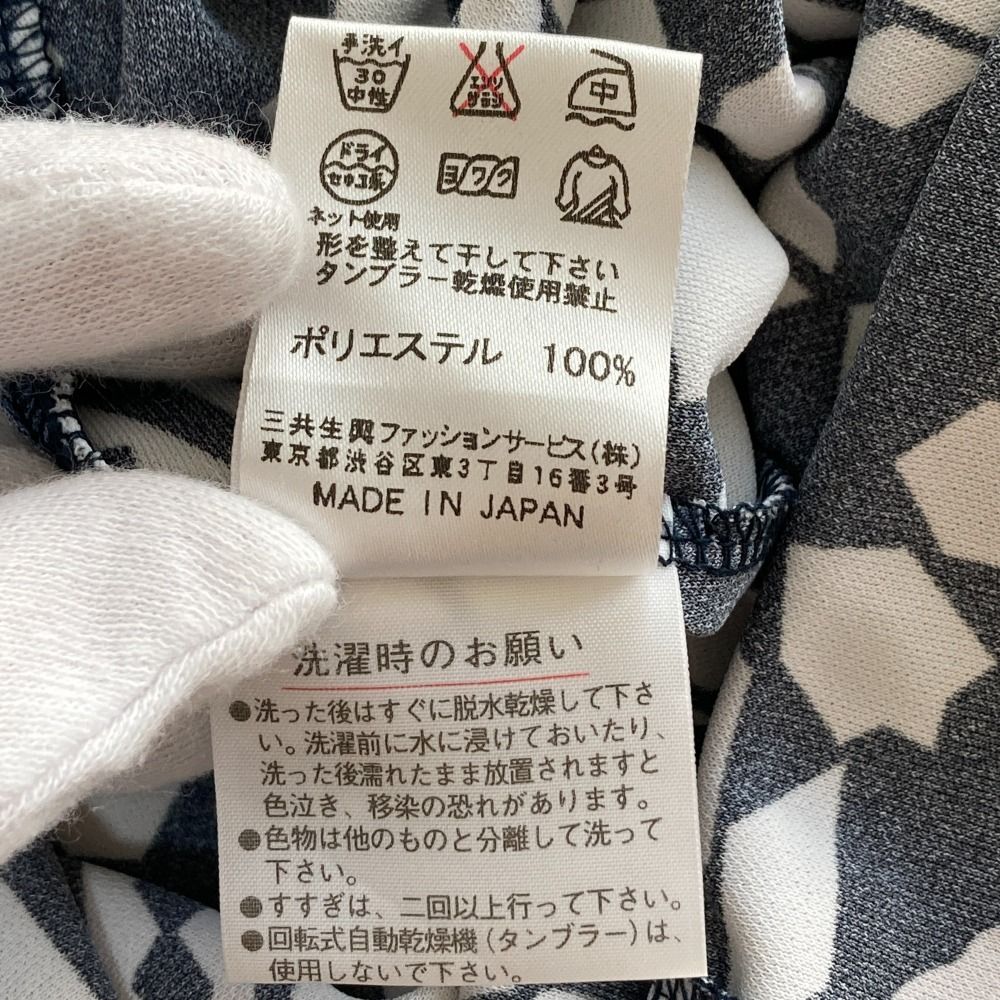 手洗イ
30
中性
エンソ
サラシ
中
ドライ
セキユ系
ヨワク
ネット使用
形を整えて干して下さい
タンブラー乾燥使用禁止
ポリエステル 100%
三共生興ファッションサービス(株)
東京都渋谷区東3丁目16番3号
MADE IN JAPAN
洗濯時のお願い
●洗った後はすぐに脱水乾燥して下さ
い。洗濯前に水に浸けておいたり、
洗った後濡れたまま放置されますと
色泣き、移染の恐れがあります。
●色物は他のものと分離して洗って
下さい。
●すすぎは、二回以上行って下さい。
●回転式自動乾燥機(タンブラー)は、
使用しないで下さい。